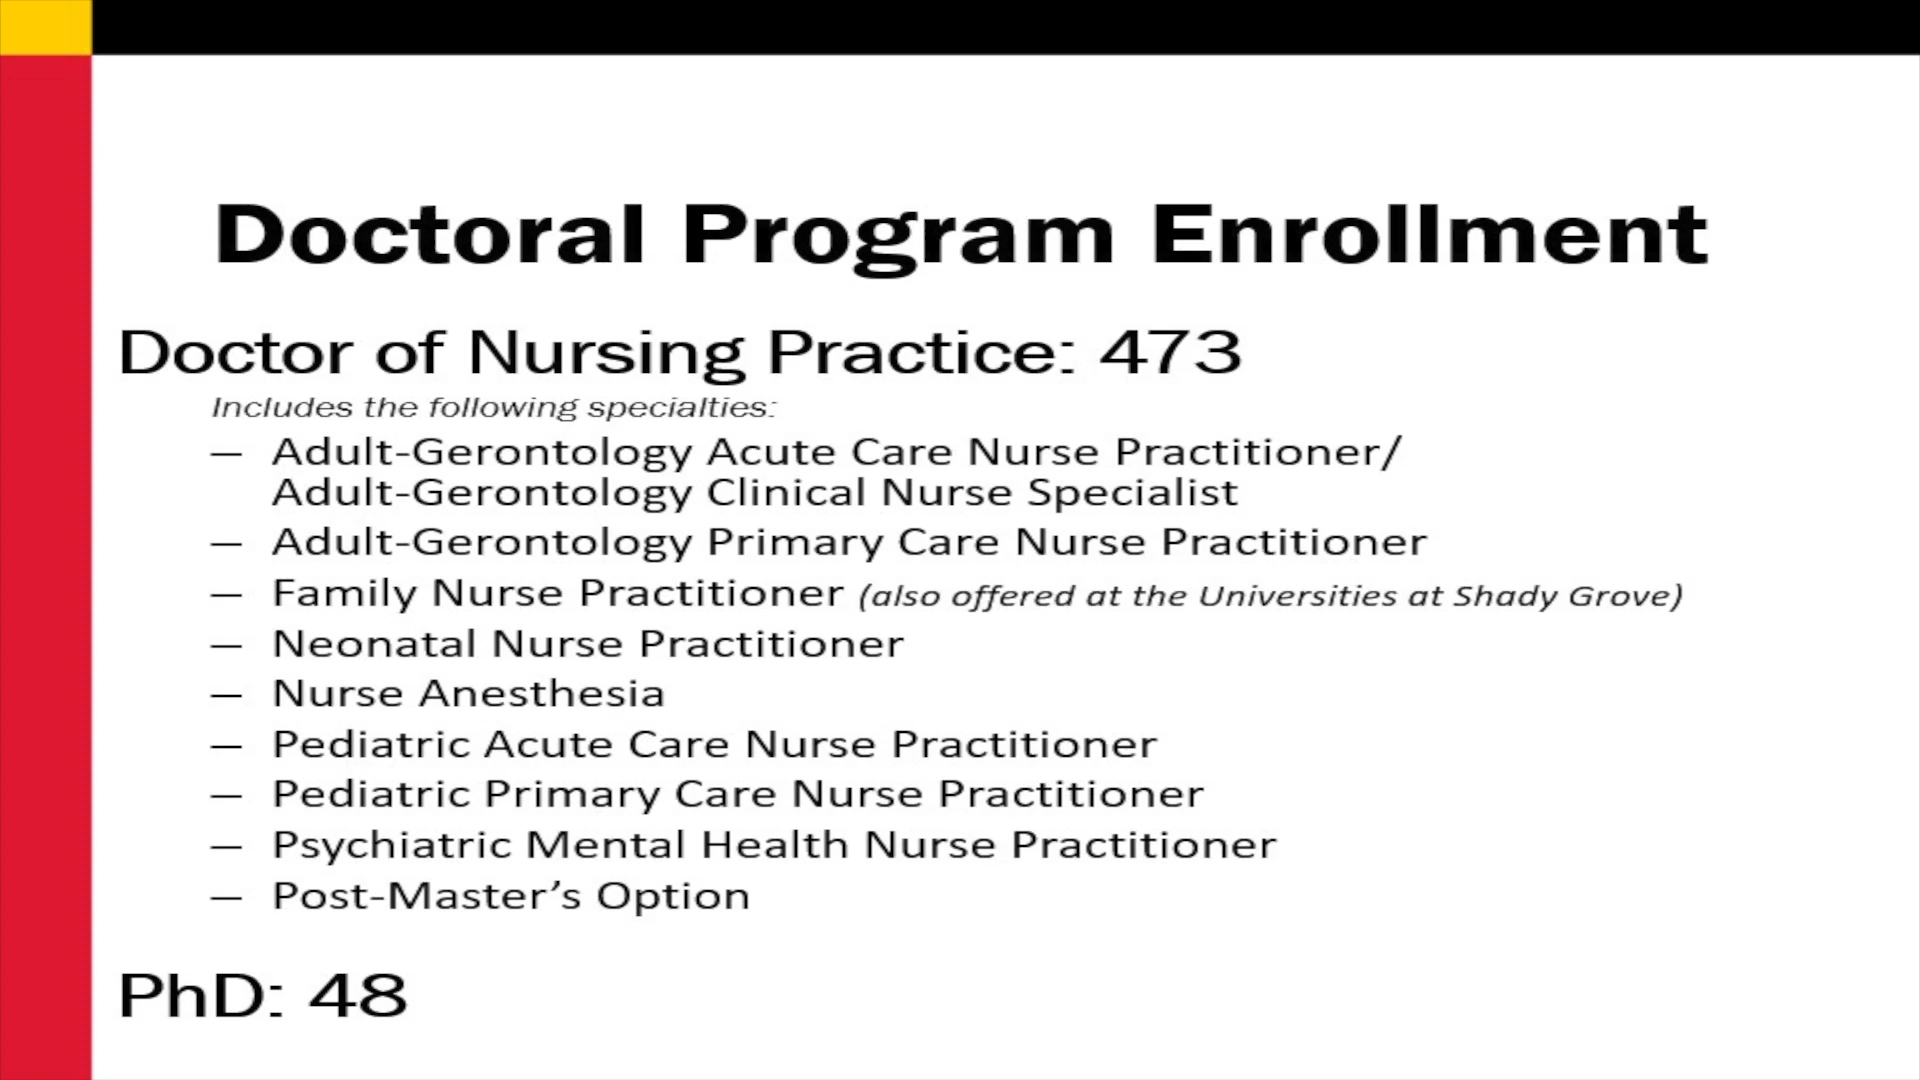 Doctoral Program Enrollment
Doctor of Nursing Practice: 473
Includes the following specialties:
— Adult-Gerontology Acute Care Nurse Practitioner/
Adult-Gerontology Clinical Nurse Specialist
— Adult-Gerontology Primary Care Nurse Practitioner
— Family Nurse Practitioner (also offered at the Universities at Shady Grove)
— Neonatal Nurse Practitioner
— Nurse Anesthesia
— Pediatric Acute Care Nurse Practitioner
— Pediatric Primary Care Nurse Practitioner
— Psychiatric Mental Health Nurse Practitioner
— Post-Master’s Option
PhD: 48